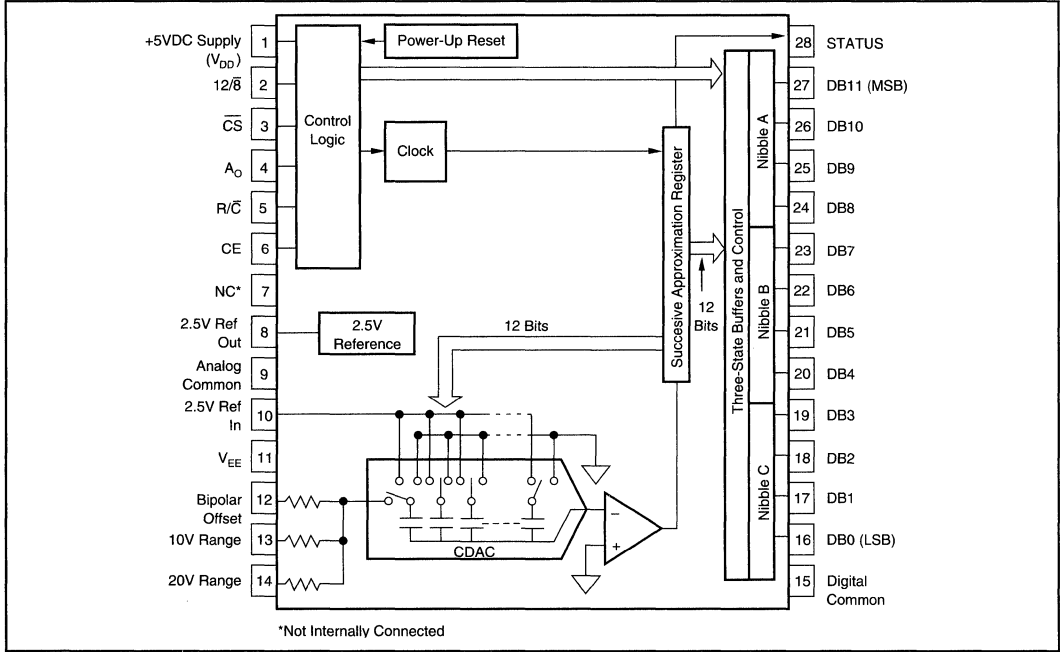 +5VDC Supply
(VDD)
1
12/8̅
2
C̅S̅
3
AO
4
R/C̅
5
CE
6
NC*
7
2.5V Ref
Out
8
Analog
Common
9
2.5V Ref
In
10
VEE
11
Bipolar
Offset
12
10V Range
13
20V Range
14
Control
Logic
Power-Up Reset
Clock
2.5V
Reference
12 Bits
CDAC
−
+
Succesive Approximation Register
12
Bits
Three-State Buffers and Control
Nibble A
Nibble B
Nibble C
28 STATUS
27 DB11 (MSB)
26 DB10
25 DB9
24 DB8
23 DB7
22 DB6
21 DB5
20 DB4
19 DB3
18 DB2
17 DB1
16 DB0 (LSB)
15 Digital
Common
*Not Internally Connected